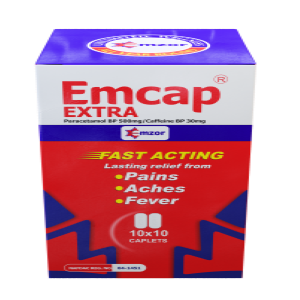 Emcap®
EXTRA
Paracetamol BP 500mg/Caffeine BP 30mg
Emzor
FAST ACTING
Lasting relief from
•Pains
•Aches
•Fever
10x10
CAPLETS